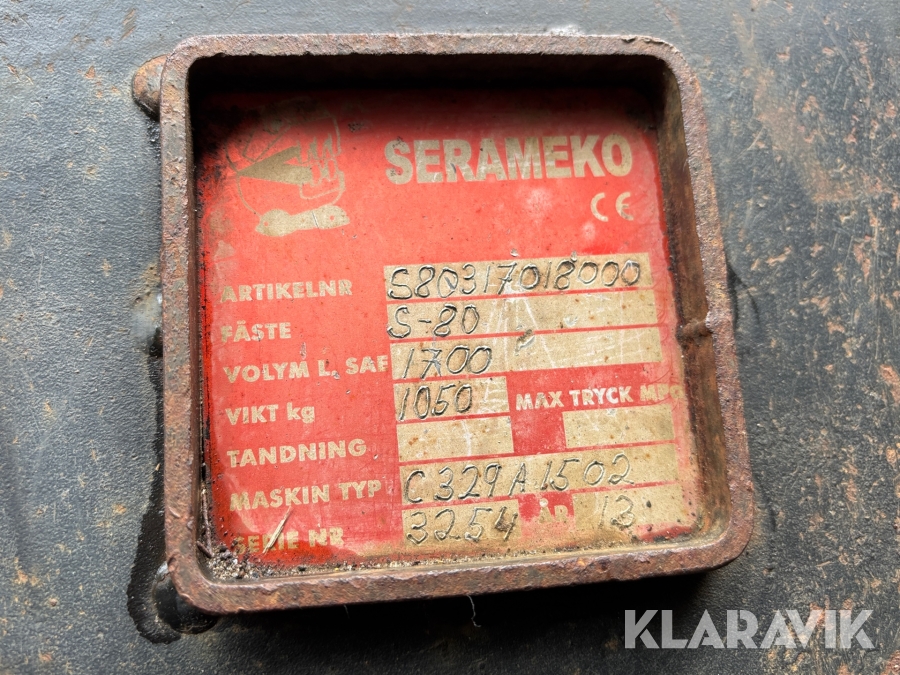 SERAMEKO
CE
ARTIKELNR S80317018000
FÄSTE S-80
VOLYM L, SAE 1700
VIKT kg 1050 MAX TRYCK
TANDNING
MASKIN TYP C329A1502
SERIE NR 3254 ÅR 13
KLARAVIK